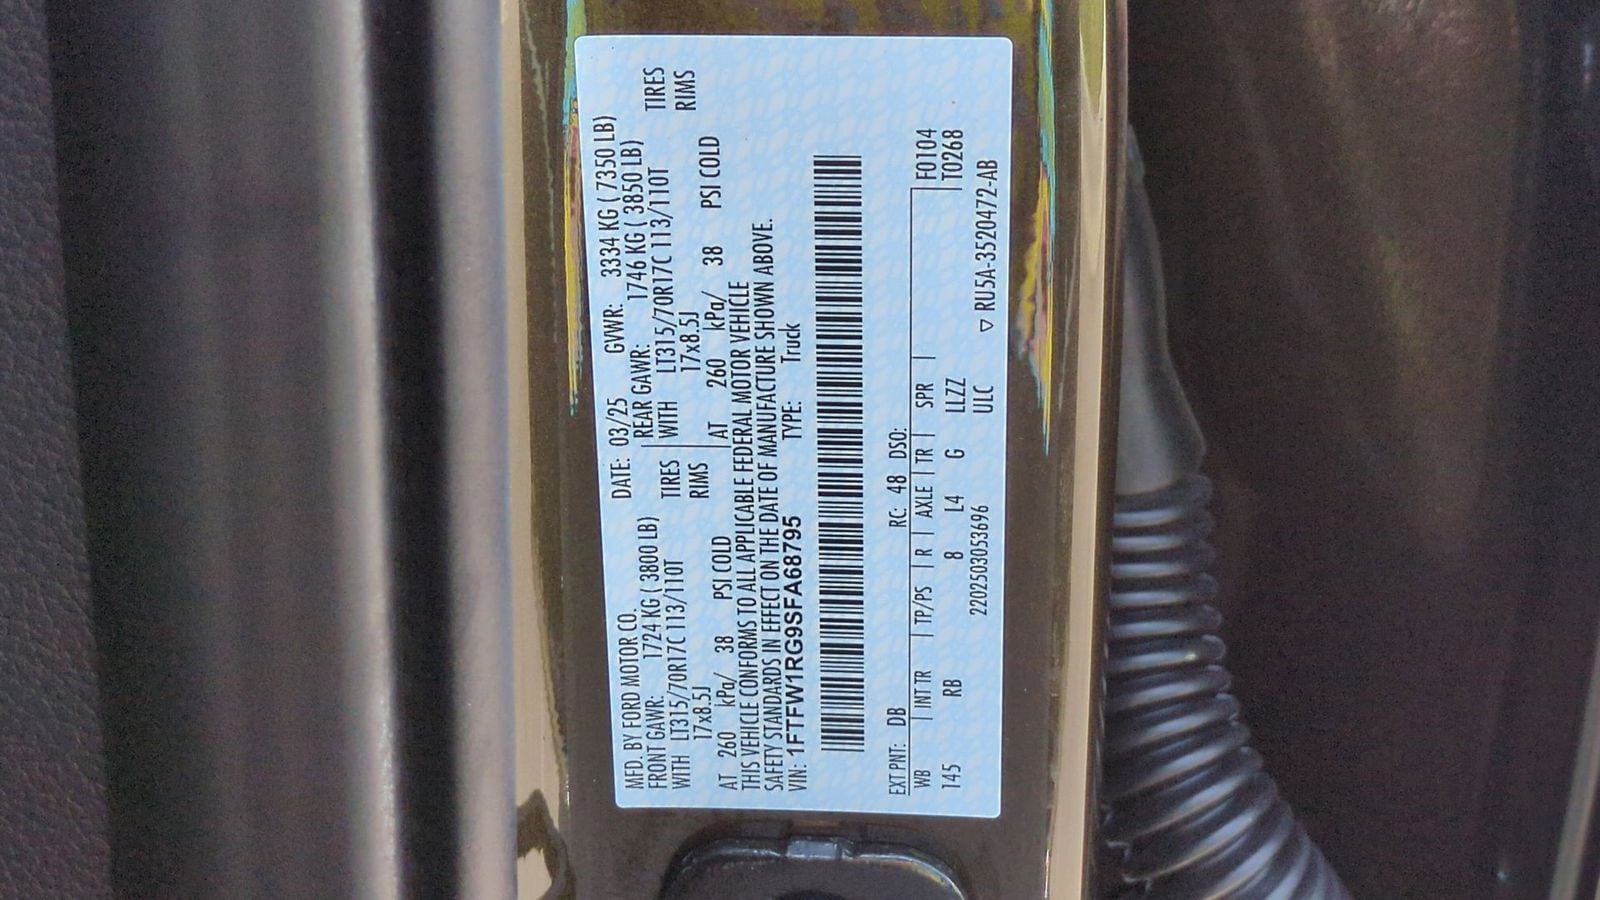 MFD. BY FORD MOTOR CO. DATE: 03/25 GVWR: 3334 KG ( 7350 LB)
FRONT GAWR: 1724 KG ( 3800 LB) REAR GAWR: 1746 KG ( 3850 LB)
WITH LT315/70R17C 113/110T TIRES WITH LT315/70R17C 113/110T TIRES
17x8.5J RIMS 17x8.5J RIMS
AT 260 kPa/ 38 PSI COLD AT 260 kPa/ 38 PSI COLD
THIS VEHICLE CONFORMS TO ALL APPLICABLE FEDERAL MOTOR VEHICLE
SAFETY STANDARDS IN EFFECT ON THE DATE OF MANUFACTURE SHOWN ABOVE.
VIN: 1FTFW1RG9SFA68795 TYPE: Truck
EXT PNT: DB RC: 48 DSO:
WB INT TR TP/PS R AXLE TR SPR F0104
145 RB 8 L4 G LLZZ T0268
220250305369​6 ULC ▽ RU5A-3520472-AB